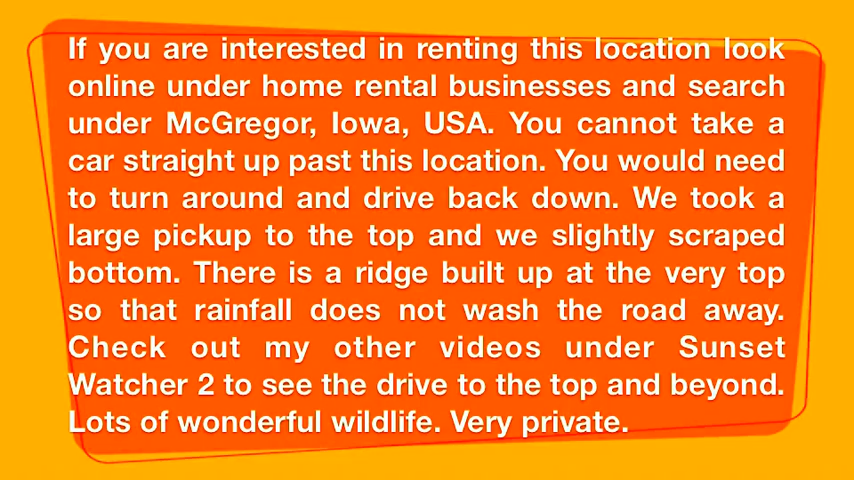 If you are interested in renting this location look
online under home rental businesses and search
under McGregor, Iowa, USA. You cannot take a
car straight up past this location. You would need
to turn around and drive back down. We took a
large pickup to the top and we slightly scraped
bottom. There is a ridge built up at the very top
so that rainfall does not wash the road away.
Check out my other videos under Sunset
Watcher 2 to see the drive to the top and beyond.
Lots of wonderful wildlife. Very private.